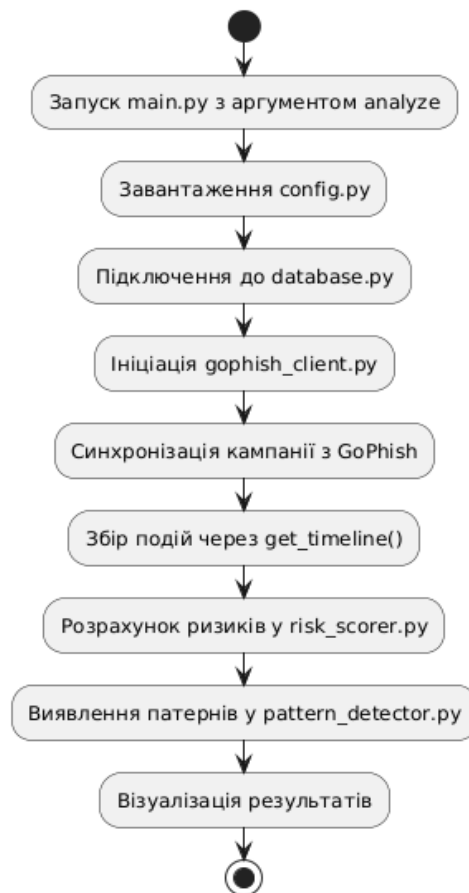 Запуск main.py з аргументом analyze
Завантаження config.py
Підключення до database.py
Ініціація gophish_client.py
Синхронізація кампанії з GoPhish
Збір подій через get_timeline()
Розрахунок ризиків у risk_scorer.py
Виявлення патернів у pattern_detector.py
Візуалізація результатів